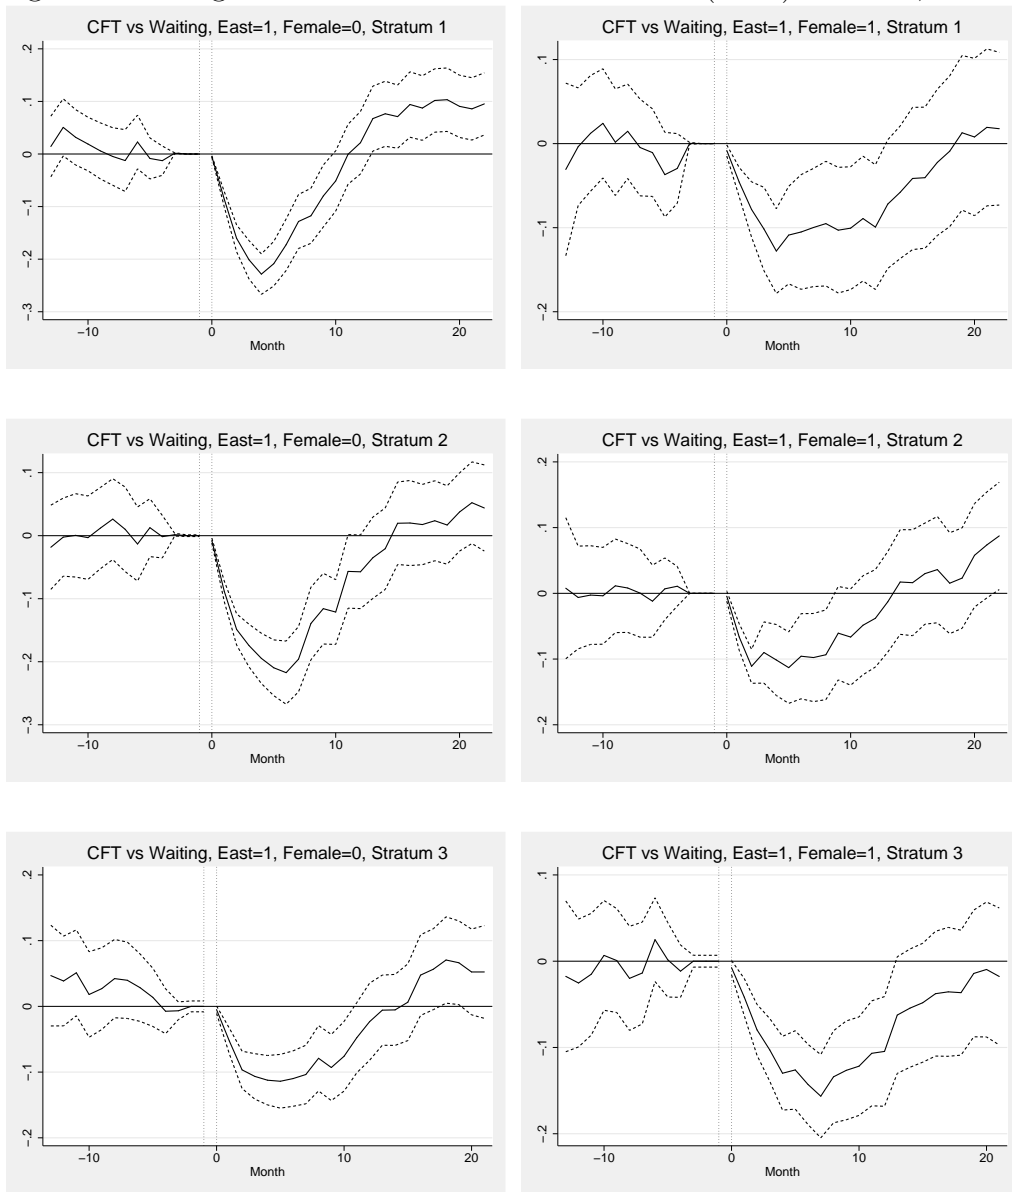 CFT vs Waiting, East=1, Female=0, Stratum 1
.2
.1
0
−.1
−.2
−.3
−10 0 10 20
Month
CFT vs Waiting, East=1, Female=1, Stratum 1
.1
0
−.1
−.2
−10 0 10 20
Month
CFT vs Waiting, East=1, Female=0, Stratum 2
.1
0
−.1
−.2
−.3
−10 0 10 20
Month
CFT vs Waiting, East=1, Female=1, Stratum 2
.2
.1
0
−.1
−.2
−10 0 10 20
Month
CFT vs Waiting, East=1, Female=0, Stratum 3
.2
.1
0
−.1
−.2
−10 0 10 20
Month
CFT vs Waiting, East=1, Female=1, Stratum 3
.1
0
−.1
−.2
−10 0 10 20
Month